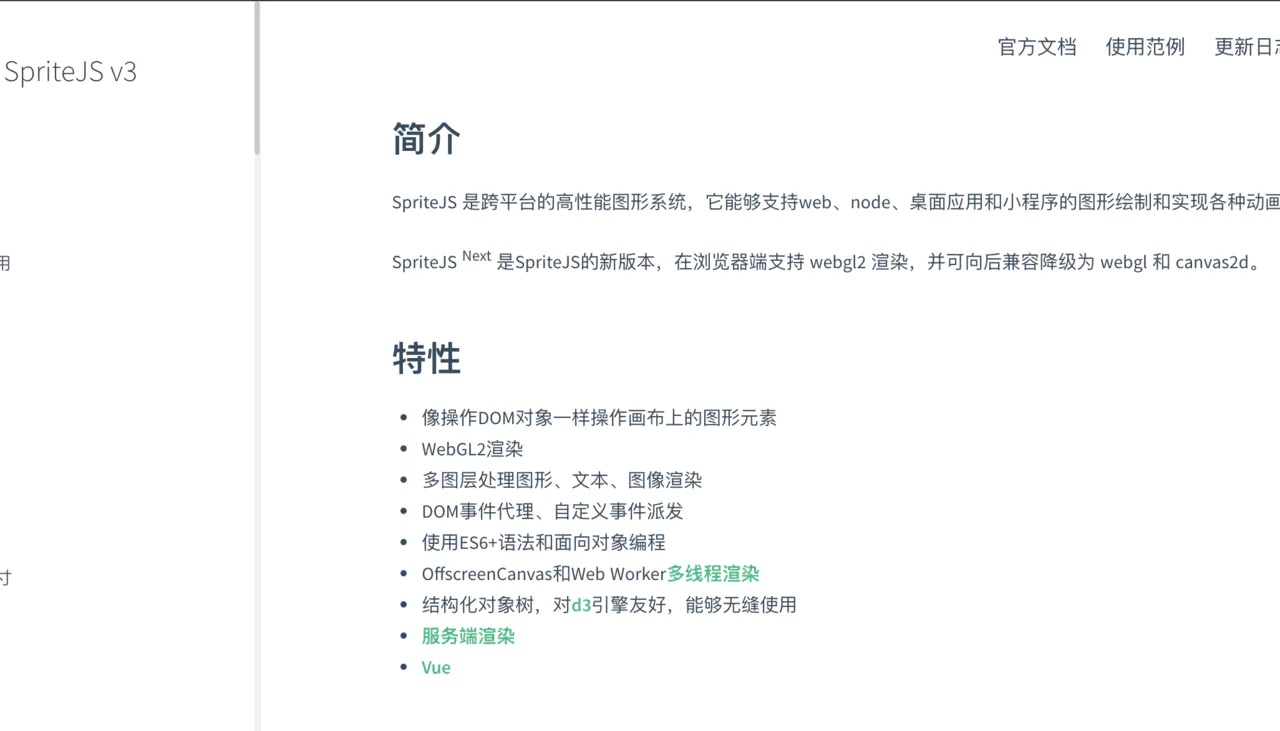 官方文档 使用范例 更新日志
SpriteJS v3
简介
SpriteJS 是跨平台的高性能图形系统，它能够支持web、node、桌面应用和小程序的图形绘制和实现各种动画
SpriteJS Next 是SpriteJS的新版本，在浏览器端支持 webgl2 渲染，并可向后兼容降级为 webgl 和 canvas2d。
用
特性
像操作DOM对象一样操作画布上的图形元素
WebGL2渲染
多图层处理图形、文本、图像渲染
DOM事件代理、自定义事件派发
使用ES6+语法和面向对象编程
OffscreenCanvas和Web Worker多线程渲染
寸
结构化对象树，对d3引擎友好，能够无缝使用
服务端渲染
Vue